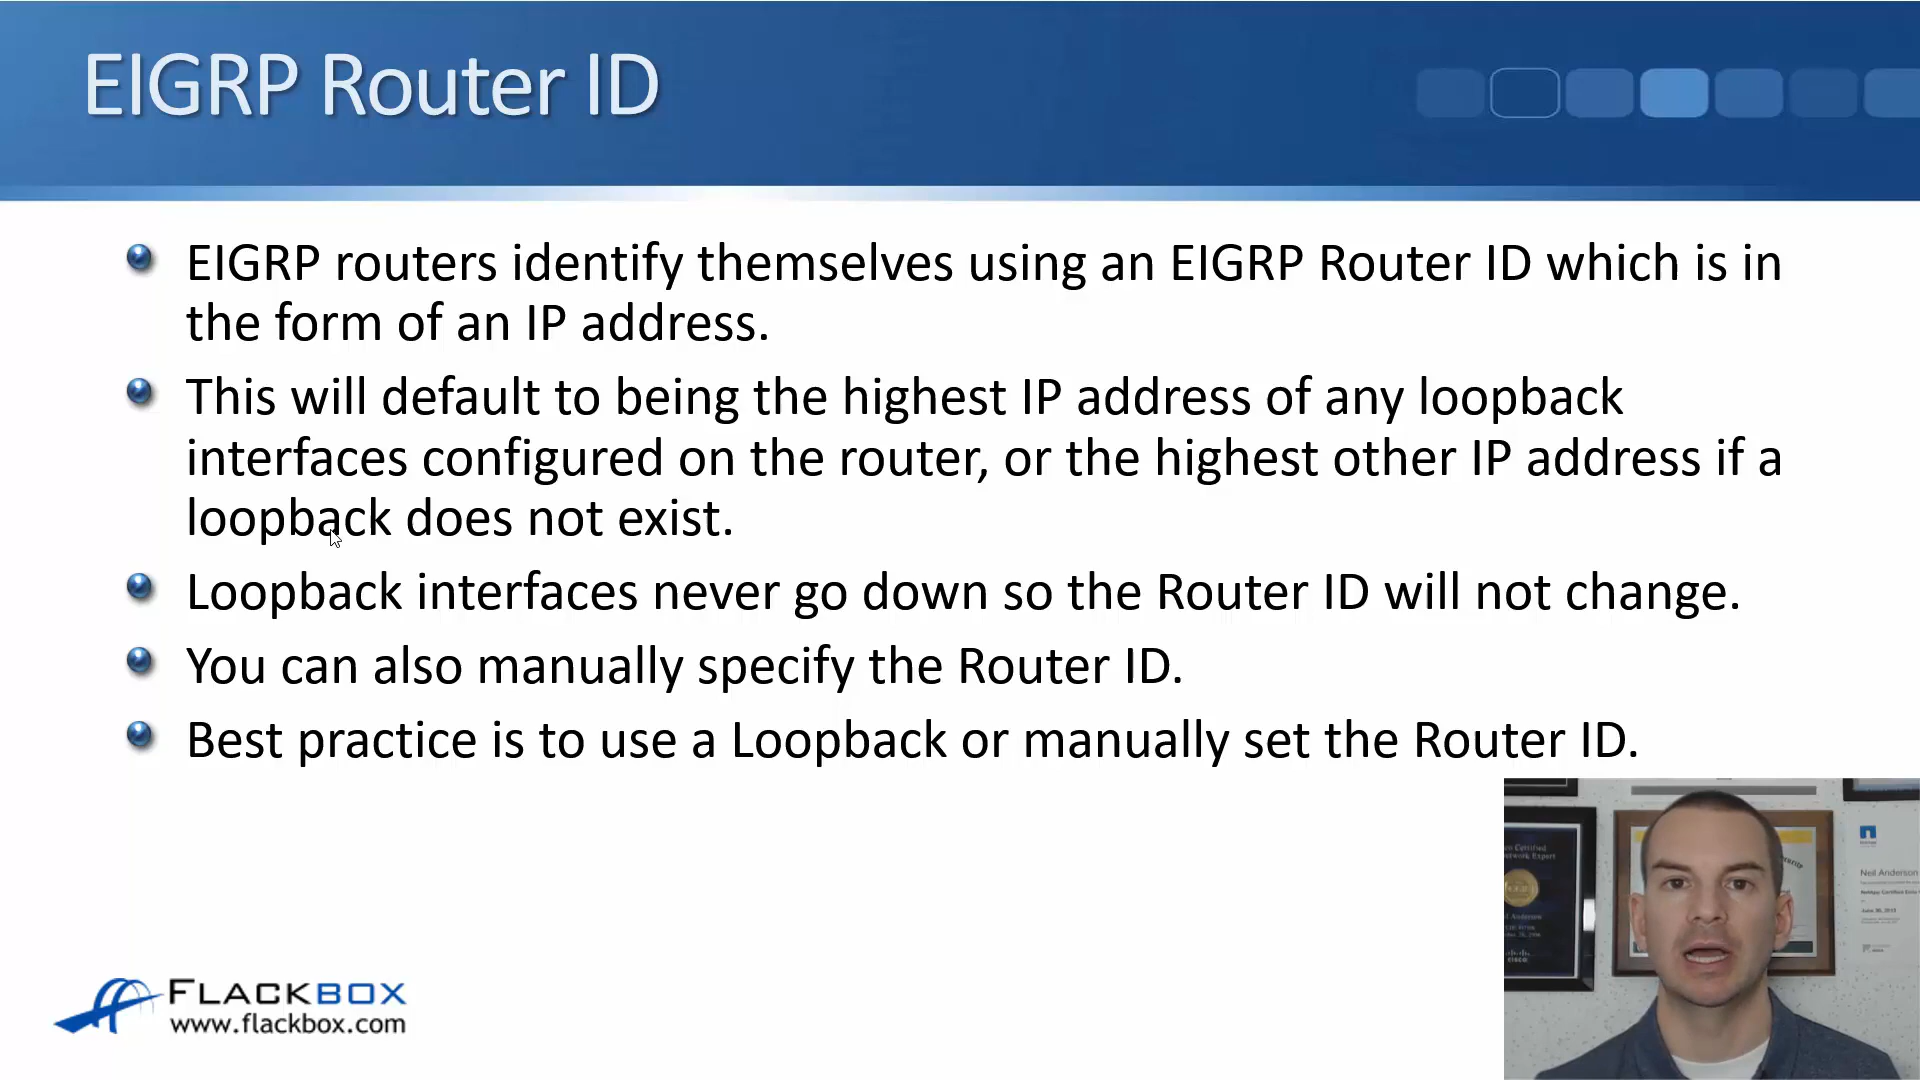 EIGRP Router ID
EIGRP routers identify themselves using an EIGRP Router ID which is in
the form of an IP address.
This will default to being the highest IP address of any loopback
interfaces configured on the router, or the highest other IP address if a
loopback does not exist.
Loopback interfaces never go down so the Router ID will not change.
You can also manually specify the Router ID.
Best practice is to use a Loopback or manually set the Router ID.
Neil Anderson
FLACKBOX
www.flackbox.com